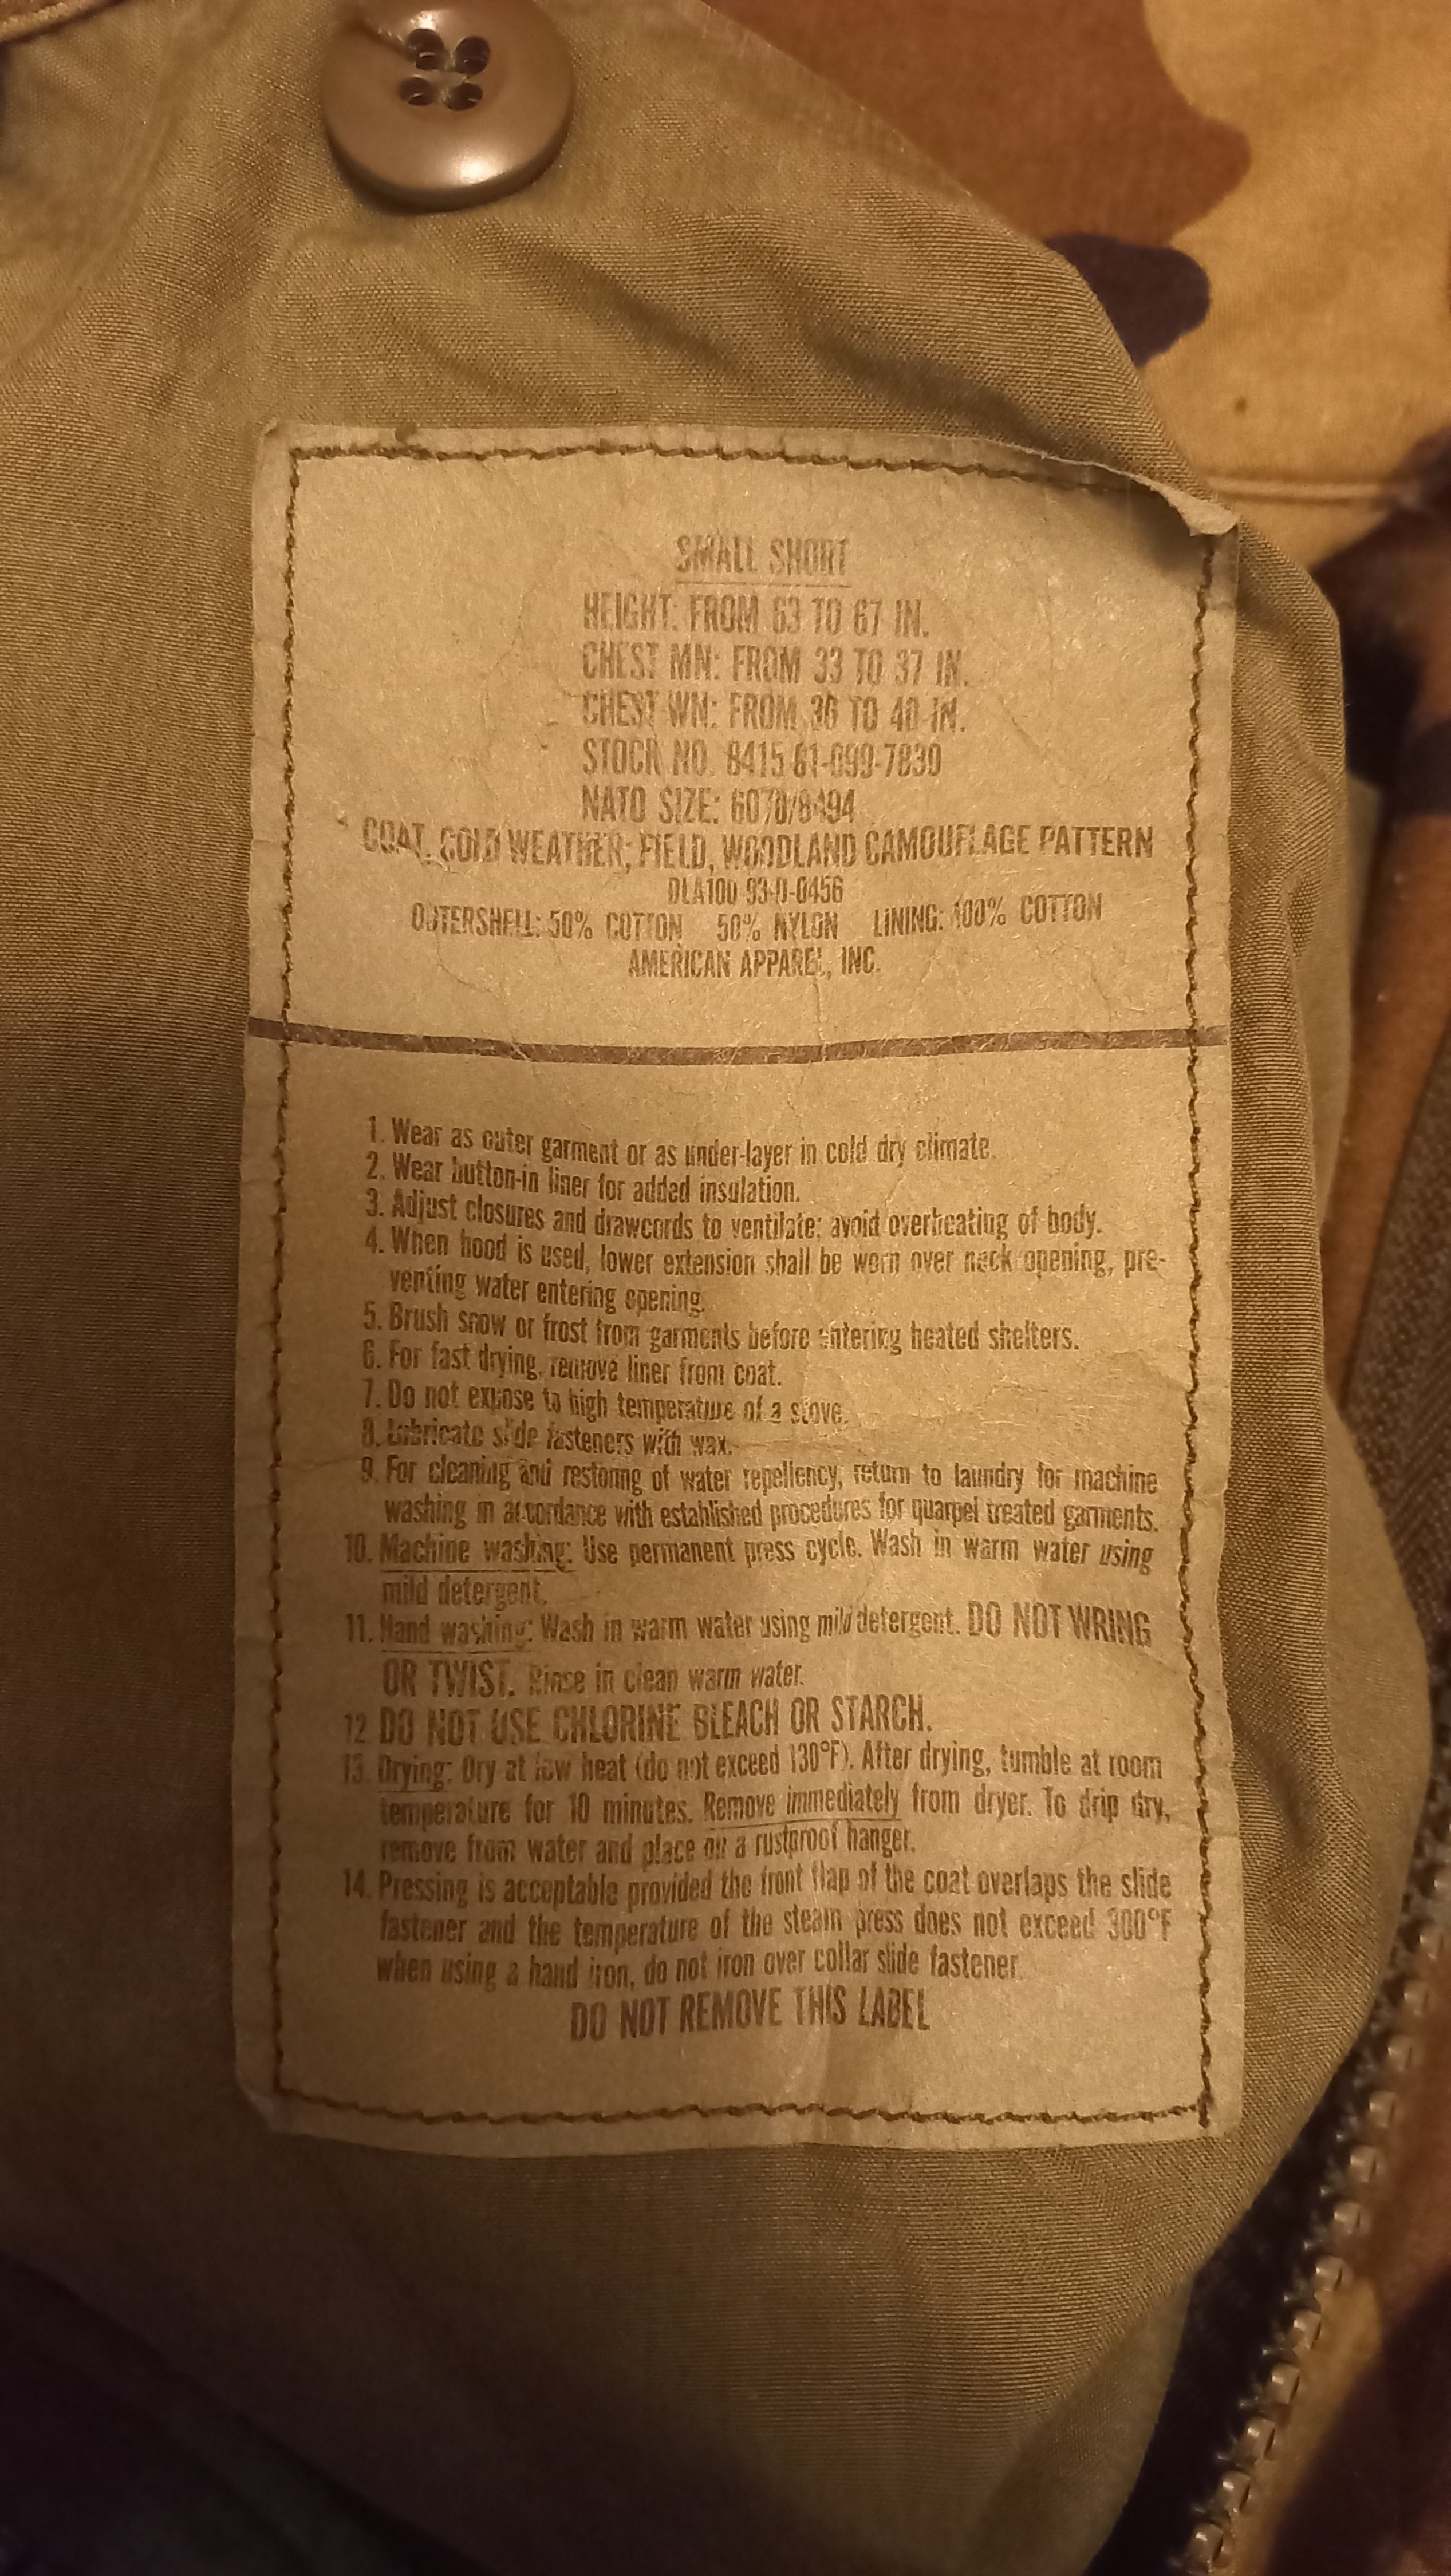 SMALL SHORT
HEIGHT: FROM 63 TO 67 IN.
CHEST MN: FROM 33 TO 37 IN.
CHEST WN: FROM 36 TO 40 IN.
STOCK NO. 8415-01-099-7830
NATO SIZE: 6070/8494
COAT, COLD WEATHER, FIELD, WOODLAND CAMOUFLAGE PATTERN
DLA100-93-D-0456
OUTERSHELL: 50% COTTON 50% NYLON LINING: 100% COTTON
AMERICAN APPAREL, INC.
1. Wear as outer garment or as under-layer in cold dry climate.
2. Wear button-in liner for added insulation.
3. Adjust closures and drawcords to ventilate; avoid overheating of body.
4. When hood is used, lower extension shall be worn over neck opening, pre-
venting water entering opening.
5. Brush snow or frost from garments before entering heated shelters.
6. For fast drying, remove liner from coat.
7. Do not expose to high temperature of a stove.
8. Lubricate slide fasteners with wax.
9. For cleaning and restoring of water repellency, return to laundry for machine
washing in accordance with established procedures for quarpel treated garments.
10. Machine washing: Use permanent press cycle. Wash in warm water using
mild detergent.
11. Hand washing: Wash in warm water using mild detergent. DO NOT WRING
OR TWIST. Rinse in clean warm water.
12. DO NOT USE CHLORINE BLEACH OR STARCH.
13. Drying: Dry at low heat (do not exceed 130°F). After drying, tumble at room
temperature for 10 minutes. Remove immediately from dryer. To drip dry,
remove from water and place on a rustproof hanger.
14. Pressing is acceptable provided the front flap of the coat overlaps the slide
fastener and the temperature of the steam press does not exceed 300°F
when using a hand iron, do not iron over collar slide fastener.
DO NOT REMOVE THIS LABEL